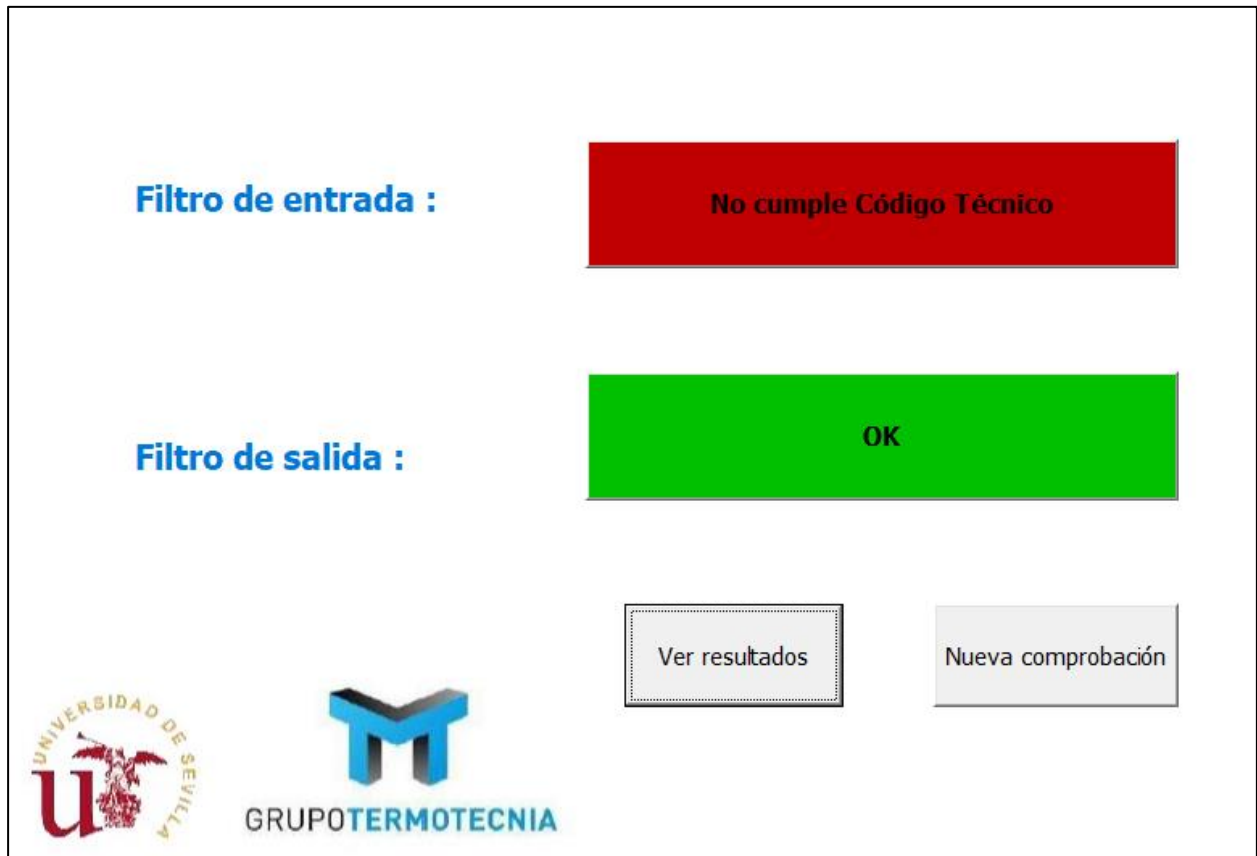 Filtro de entrada :
No cumple Código Técnico
Filtro de salida :
OK
Ver resultados
Nueva comprobación
UNIVERSIDAD DE SEVILLA
GRUPOTERMOTECNIA